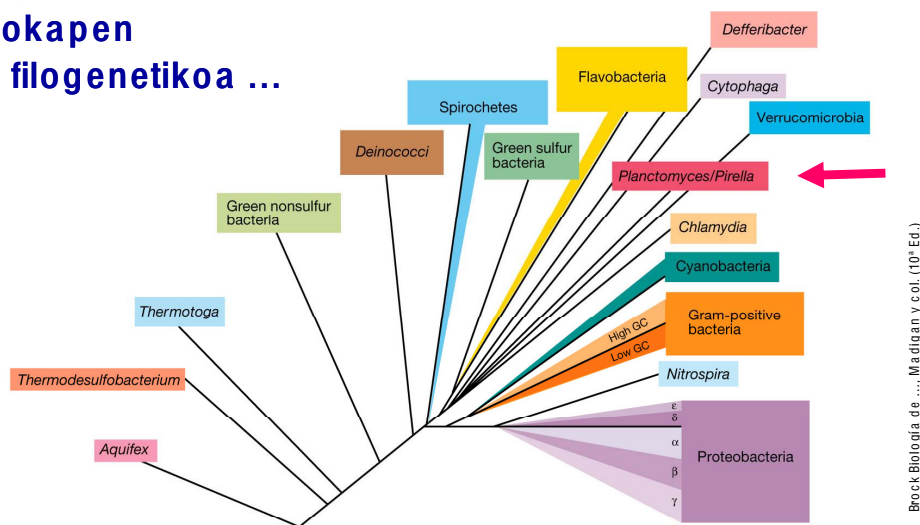 okapen
filogenetikoa ...
Defferibacter
Flavobacteria
Cytophaga
Spirochetes
Verrucomicrobia
Deinococci
Green sulfur
bacteria
Planctomyces/Pirella
Green nonsulfur
bacteria
Chlamydia
Cyanobacteria
Thermotoga
High GC
Low GC
Gram-positive
bacteria
Nitrospira
Thermodesulfobacterium
ε
δ
α
β
γ
Proteobacteria
Aquifex
Brock Biología de ...., Madigan y col. (10ª Ed.)